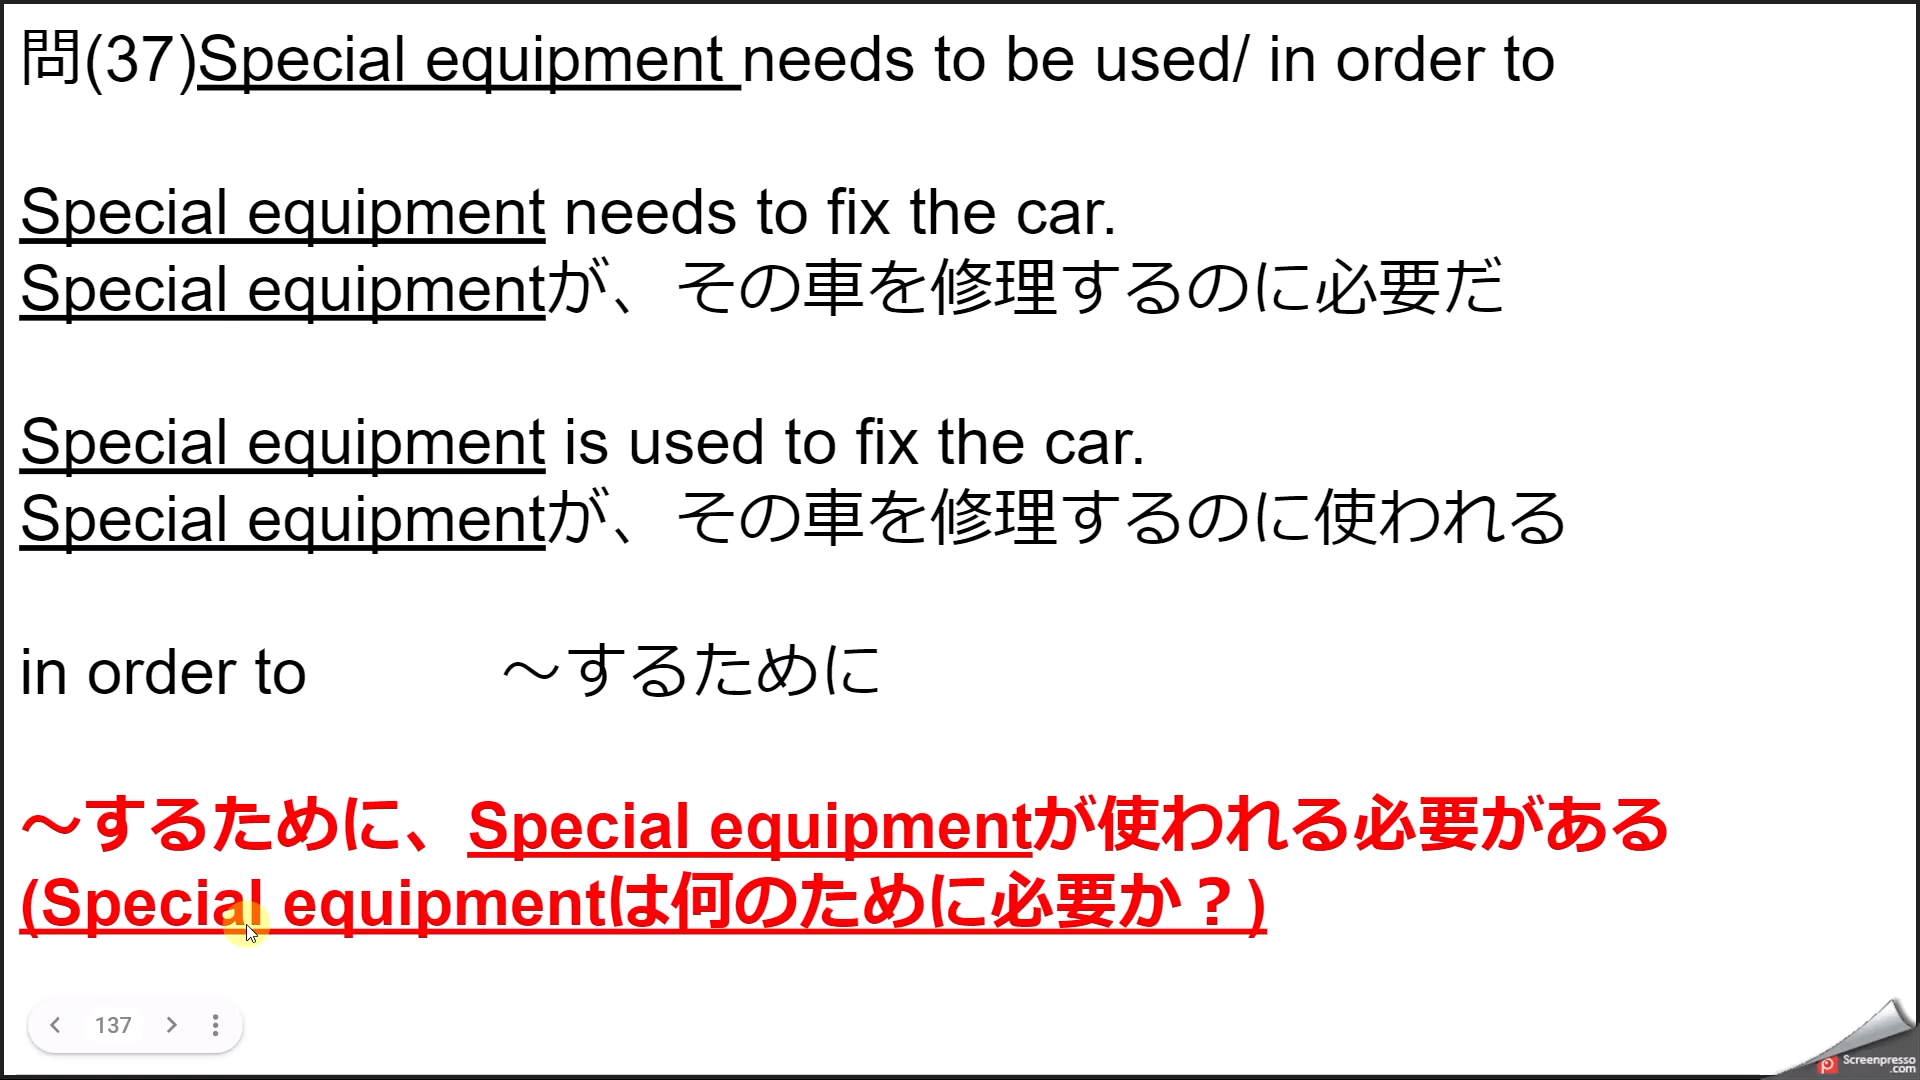 問(37)Special equipment needs to be used/ in order to
Special equipment needs to fix the car.
Special equipmentが、その車を修理するのに必要だ
Special equipment is used to fix the car.
Special equipmentが、その車を修理するのに使われる
in order to ～するために
～するために、Special equipmentが使われる必要がある
(Special equipmentは何のために必要か？)
137
Screenpresso
.com